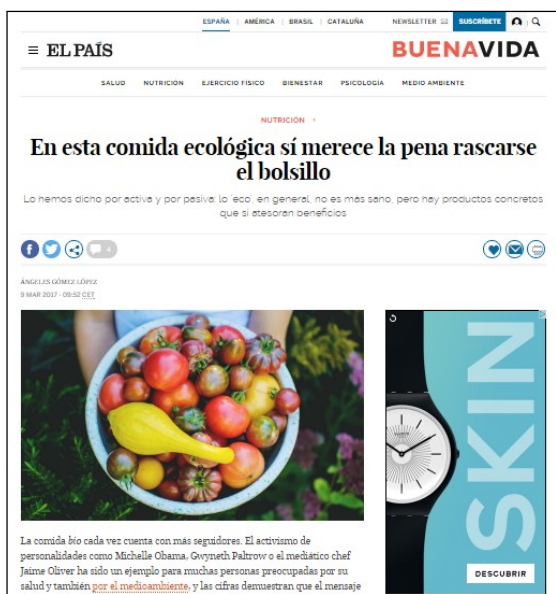 ESPAÑA | AMÉRICA | BRASIL | CATALUÑA NEWSLETTER SUSCRÍBETE
EL PAÍS BUENAVIDA
SALUD NUTRICIÓN EJERCICIO FÍSICO BIENESTAR PSICOLOGÍA MEDIO AMBIENTE
NUTRICIÓN
En esta comida ecológica sí merece la pena rascarse
el bolsillo
Lo hemos dicho por activa y por pasiva: lo 'eco', en general, no es más sano, pero hay productos concretos
que sí atesoran beneficios
ÁNGELES GÓMEZ LÓPEZ
9 MAR 2017 - 09:52 CET
SKIN
DESCUBRIR
La comida bio cada vez cuenta con más seguidores. El activismo de
personalidades como Michelle Obama, Gwyneth Paltrow o el mediático chef
Jaime Oliver ha sido un ejemplo para muchas personas preocupadas por su
salud y también por el medioambiente, y las cifras demuestran que el mensaje